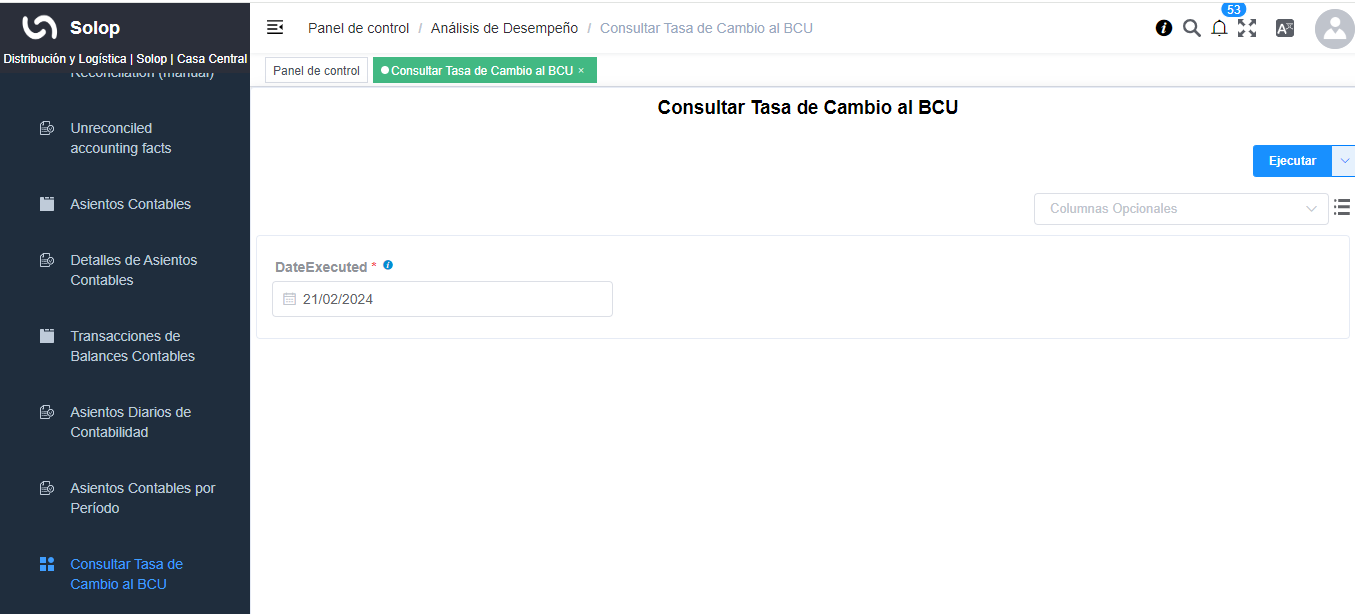 Solop
Distribución y Logística | Solop | Casa Central
Reconciliation (manual)
Unreconciled
accounting facts
Asientos Contables
Detalles de Asientos
Contables
Transacciones de
Balances Contables
Asientos Diarios de
Contabilidad
Asientos Contables por
Período
Consultar Tasa de
Cambio al BCU
Panel de control / Análisis de Desempeño / Consultar Tasa de Cambio al BCU
53
Panel de control
Consultar Tasa de Cambio al BCU ×
Consultar Tasa de Cambio al BCU
Ejecutar
Columnas Opcionales
DateExecuted *
21/02/2024